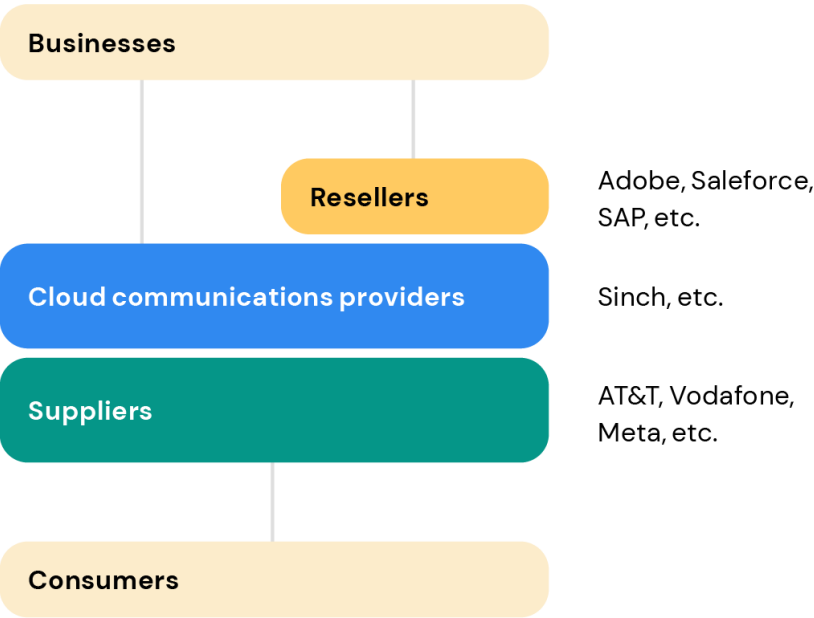 Businesses
Resellers
Adobe, Saleforce,
SAP, etc.
Cloud communications providers
Sinch, etc.
Suppliers
AT&T, Vodafone,
Meta, etc.
Consumers